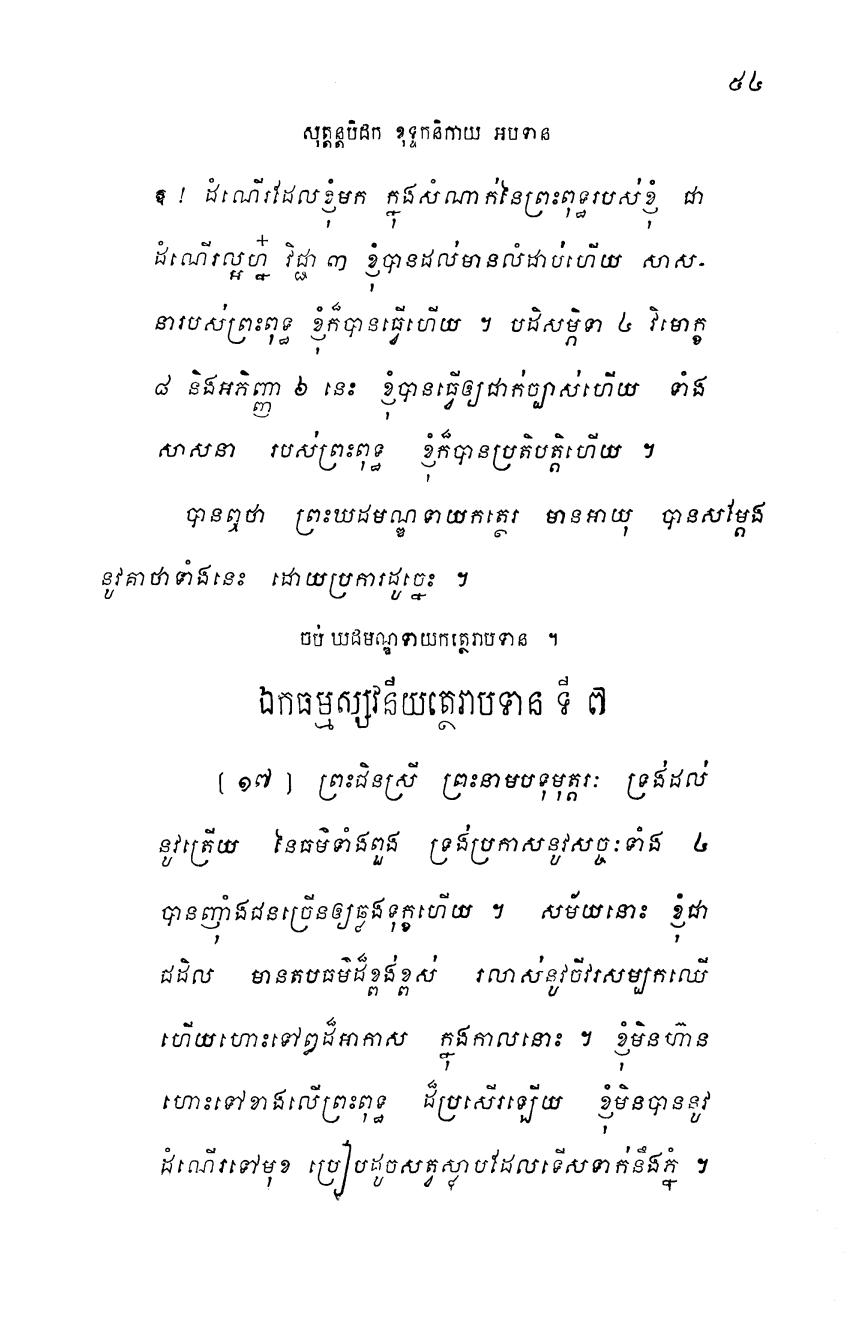 ៥៤
សុត្តន្តបិដក ខុទ្ទកនិកាយ អបទាន
ឱ ! ដំណើរដែលខ្ញុំមក ក្នុងសំណាក់នៃព្រះពុទ្ធរបស់ខ្ញុំ ជា
ដំណើរល្អហ្ន៎ វិជ្ជា ៣ ខ្ញុំបានដល់មានលំដាប់ហើយ សាស-
នារបស់ព្រះពុទ្ធ ខ្ញុំក៏បានធ្វើហើយ ។ បដិសម្ភិទា ៤ វិមោក្ខ
៨ និងអភិញ្ញា ៦ នេះ ខ្ញុំបានធ្វើឲ្យជាក់ច្បាស់ហើយ ទាំង
សាសនា របស់ព្រះពុទ្ធ ខ្ញុំក៏បានប្រតិបត្តិហើយ ។
បានឮថា ព្រះឃដមណ្ឌទាយកត្ថេរ មានអាយុ បានសម្តែង
នូវគាថាទាំងនេះ ដោយប្រការដូច្នេះ ។
ចប់ ឃដមណ្ឌទាយកត្ថេរាបទាន ។
ឯកធម្មស្សវនីយត្ថេរាបទាន ទី ៧
[ ១៧ ] ព្រះជិនស្រី ព្រះនាមបទុមុត្តរៈ ទ្រង់ដល់
នូវត្រើយ នៃធម៌ទាំងពួង ទ្រង់ប្រកាសនូវសច្ចៈទាំង ៤
បានញ៉ាំងជនច្រើនឲ្យឆ្លងទុក្ខហើយ ។ សម័យនោះ ខ្ញុំជា
ជដិល មានតបធម៌ដ៏ខ្ពង់ខ្ពស់ រលាស់នូវចីវរសម្បកឈើ
ហើយហោះទៅឰដ៏អាកាស ក្នុងកាលនោះ ។ ខ្ញុំមិនហ៊ាន
ហោះទៅខាងលើព្រះពុទ្ធ ដ៏ប្រសើរឡើយ ខ្ញុំមិនបាននូវ
ដំណើរទៅមុខ ប្រៀបដូចសត្វស្លាបដែលទើសទាក់នឹងភ្នំ ។